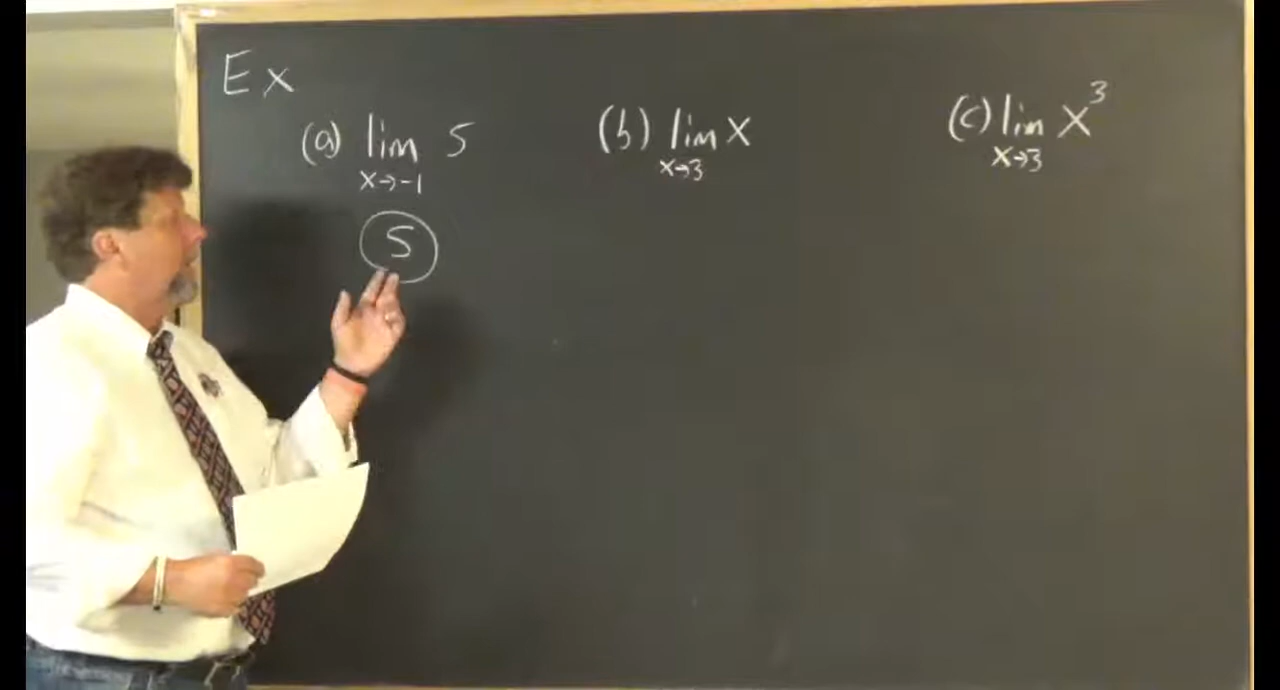 Ex
(a) lim 5 (b) lim x (c) lim x³
x→-1 x→3 x→3
5